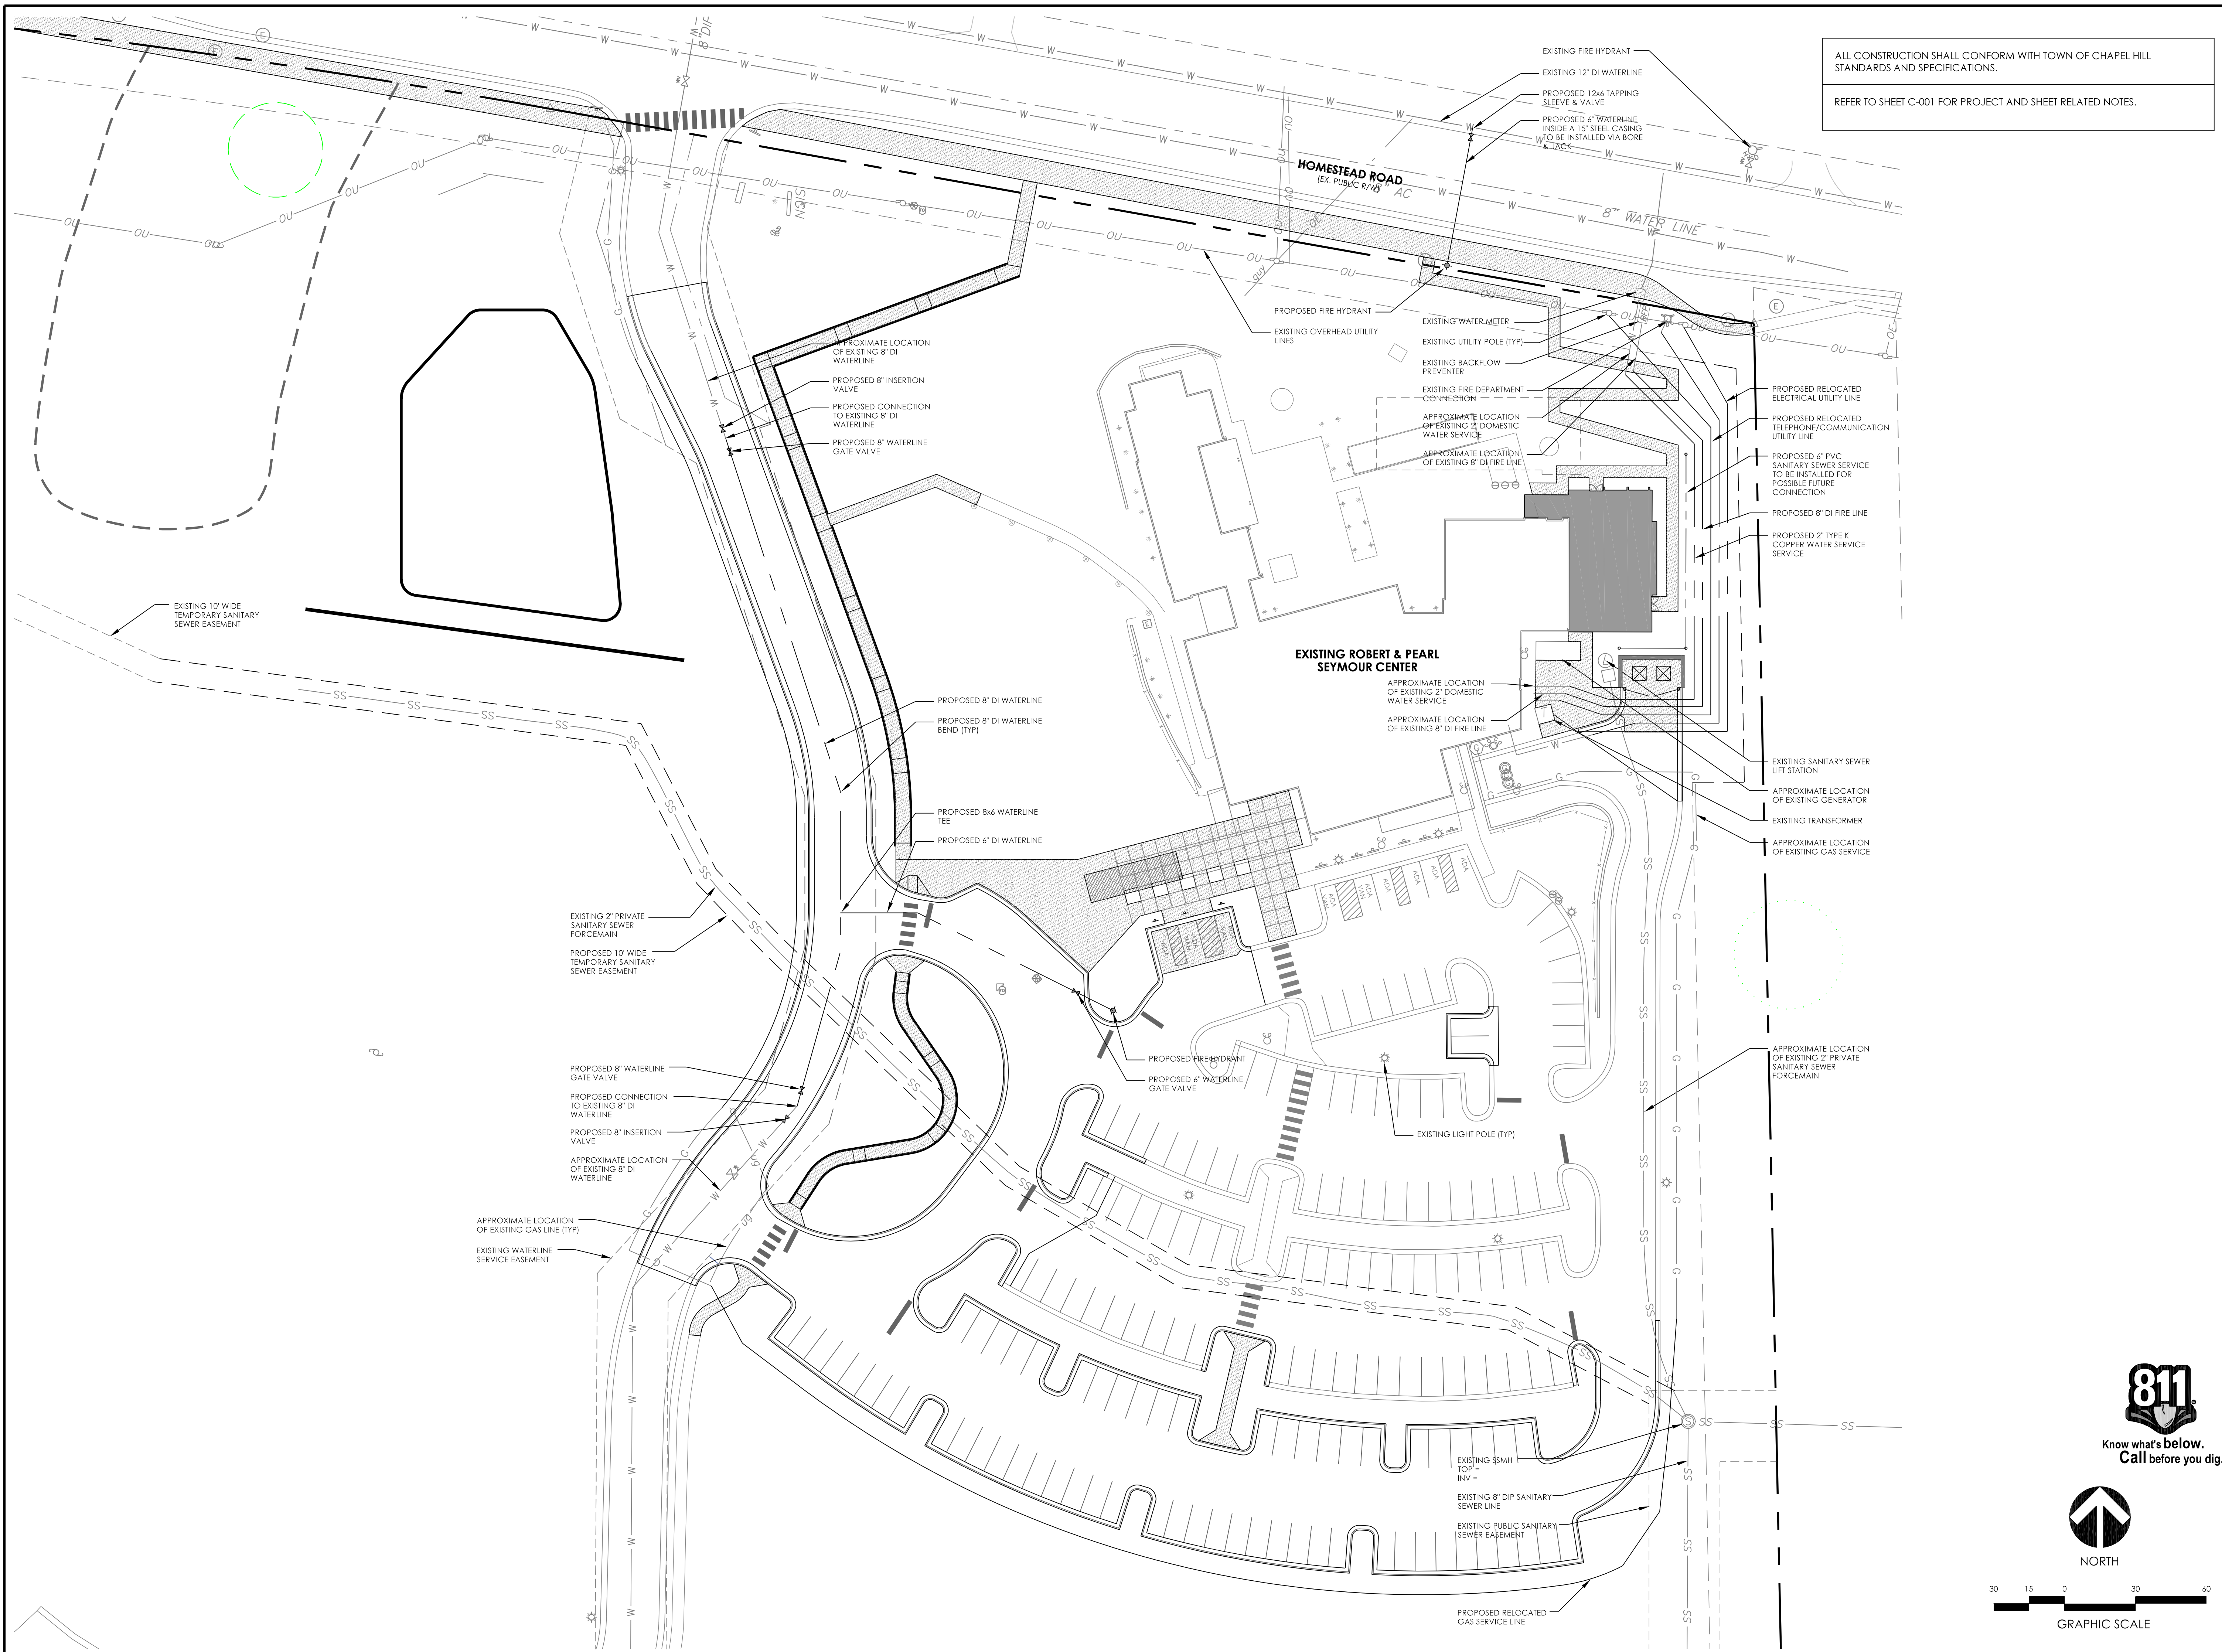 ALL CONSTRUCTION SHALL CONFORM WITH TOWN OF CHAPEL HILL
STANDARDS AND SPECIFICATIONS.
REFER TO SHEET C-001 FOR PROJECT AND SHEET RELATED NOTES.
EXISTING FIRE HYDRANT
EXISTING 12" DI WATERLINE
PROPOSED 12x6 TAPPING
SLEEVE & VALVE
PROPOSED 6" WATERLINE
INSIDE A 15" STEEL CASING
TO BE INSTALLED VIA BORE
& JACK
HOMESTEAD ROAD
(EX. PUBLIC R/W)
8" AC
8" WATER LINE
SIGN
PROPOSED FIRE HYDRANT
EXISTING OVERHEAD UTILITY
LINES
EXISTING WATER METER
EXISTING UTILITY POLE (TYP)
EXISTING BACKFLOW
PREVENTER
EXISTING FIRE DEPARTMENT
CONNECTION
APPROXIMATE LOCATION
OF EXISTING 2" DOMESTIC
WATER SERVICE
APPROXIMATE LOCATION
OF EXISTING 8" DI FIRE LINE
APPROXIMATE LOCATION
OF EXISTING 8" DI
WATERLINE
PROPOSED 8" INSERTION
VALVE
PROPOSED CONNECTION
TO EXISTING 8" DI
WATERLINE
PROPOSED 8" WATERLINE
GATE VALVE
PROPOSED RELOCATED
ELECTRICAL UTILITY LINE
PROPOSED RELOCATED
TELEPHONE/COMMUNICATION
UTILITY LINE
PROPOSED 6" PVC
SANITARY SEWER SERVICE
TO BE INSTALLED FOR
POSSIBLE FUTURE
CONNECTION
PROPOSED 8" DI FIRE LINE
PROPOSED 2" TYPE K
COPPER WATER SERVICE
SERVICE
EXISTING 10' WIDE
TEMPORARY SANITARY
SEWER EASEMENT
EXISTING ROBERT & PEARL
SEYMOUR CENTER
APPROXIMATE LOCATION
OF EXISTING 2" DOMESTIC
WATER SERVICE
APPROXIMATE LOCATION
OF EXISTING 8" DI FIRE LINE
PROPOSED 8" DI WATERLINE
PROPOSED 8" DI WATERLINE
BEND (TYP)
PROPOSED 8x6 WATERLINE
TEE
PROPOSED 6" DI WATERLINE
EXISTING SANITARY SEWER
LIFT STATION
APPROXIMATE LOCATION
OF EXISTING GENERATOR
EXISTING TRANSFORMER
APPROXIMATE LOCATION
OF EXISTING GAS SERVICE
EXISTING 2" PRIVATE
SANITARY SEWER
FORCEMAIN
PROPOSED 10' WIDE
TEMPORARY SANITARY
SEWER EASEMENT
ADA
VAN
ADA
VAN
ADA
ADA
VAN
ADA
VAN
ADA
ADA
ADA
ADA
PROPOSED FIRE HYDRANT
PROPOSED 6" WATERLINE
GATE VALVE
EXISTING LIGHT POLE (TYP)
APPROXIMATE LOCATION
OF EXISTING 2" PRIVATE
SANITARY SEWER
FORCEMAIN
PROPOSED 8" WATERLINE
GATE VALVE
PROPOSED CONNECTION
TO EXISTING 8" DI
WATERLINE
PROPOSED 8" INSERTION
VALVE
APPROXIMATE LOCATION
OF EXISTING 8" DI
WATERLINE
APPROXIMATE LOCATION
OF EXISTING GAS LINE (TYP)
EXISTING WATERLINE
SERVICE EASEMENT
EXISTING SSMH
TOP =
INV =
EXISTING 8" DIP SANITARY
SEWER LINE
EXISTING PUBLIC SANITARY
SEWER EASEMENT
PROPOSED RELOCATED
GAS SERVICE LINE
811
Know what's below.
Call before you dig.
NORTH
30 15 0 30 60
GRAPHIC SCALE